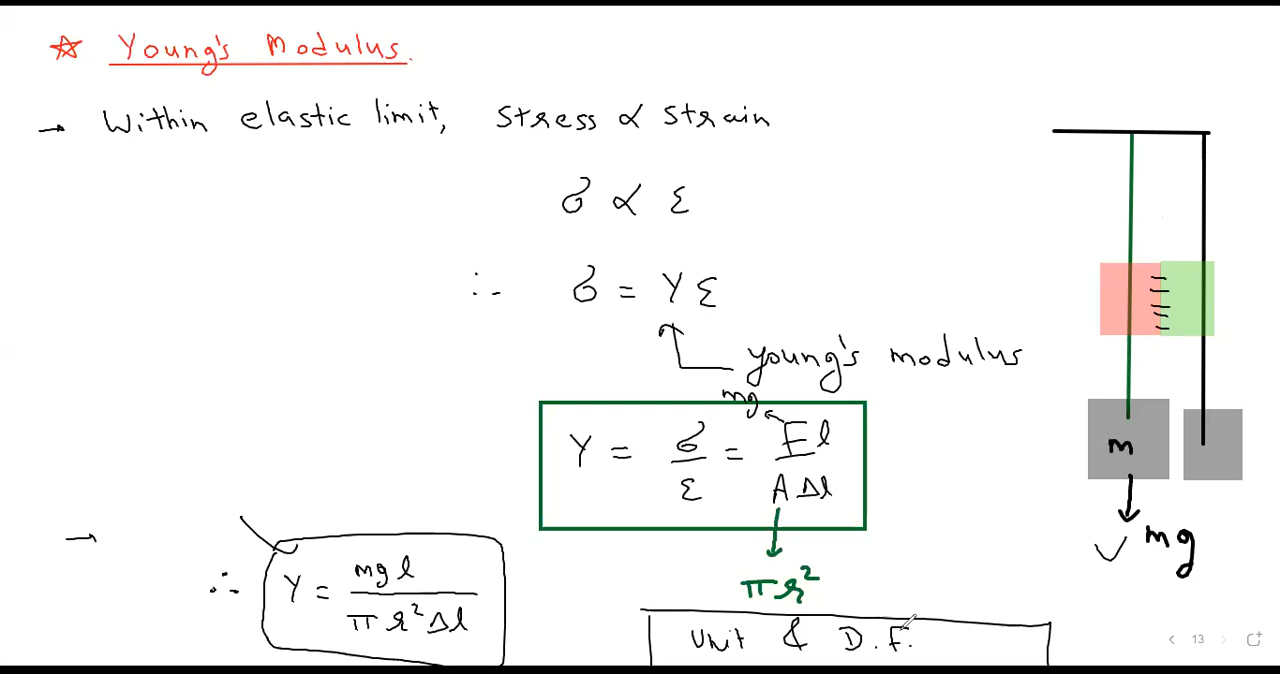 ☆ Young's Modulus.
→ Within elastic limit, stress ∝ strain
σ ∝ ε
∴ σ = Y ε
young's modulus
mg
Y = σ/ε = Fl/AΔl
πr²
m
mg
→
∴ Y = mgl/πr²Δl
Unit & D.F.
< 13 >